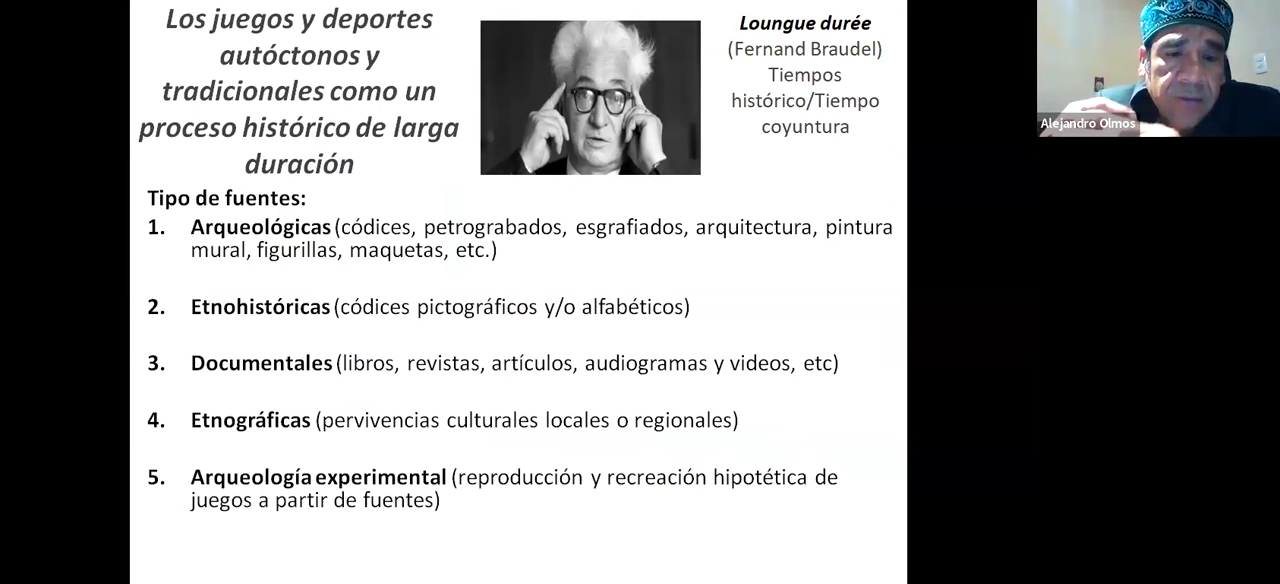 Los juegos y deportes
autóctonos y
tradicionales como un
proceso histórico de larga
duración
Loungue durée
(Fernand Braudel)
Tiempos
histórico/Tiempo
coyuntura
Alejandro Olmos
Tipo de fuentes:
1. Arqueológicas (códices, petrograbados, esgrafiados, arquitectura, pintura
mural, figurillas, maquetas, etc.)
2. Etnohistóricas (códices pictográficos y/o alfabéticos)
3. Documentales (libros, revistas, artículos, audiogramas y videos, etc)
4. Etnográficas (pervivencias culturales locales o regionales)
5. Arqueología experimental (reproducción y recreación hipotética de
juegos a partir de fuentes)